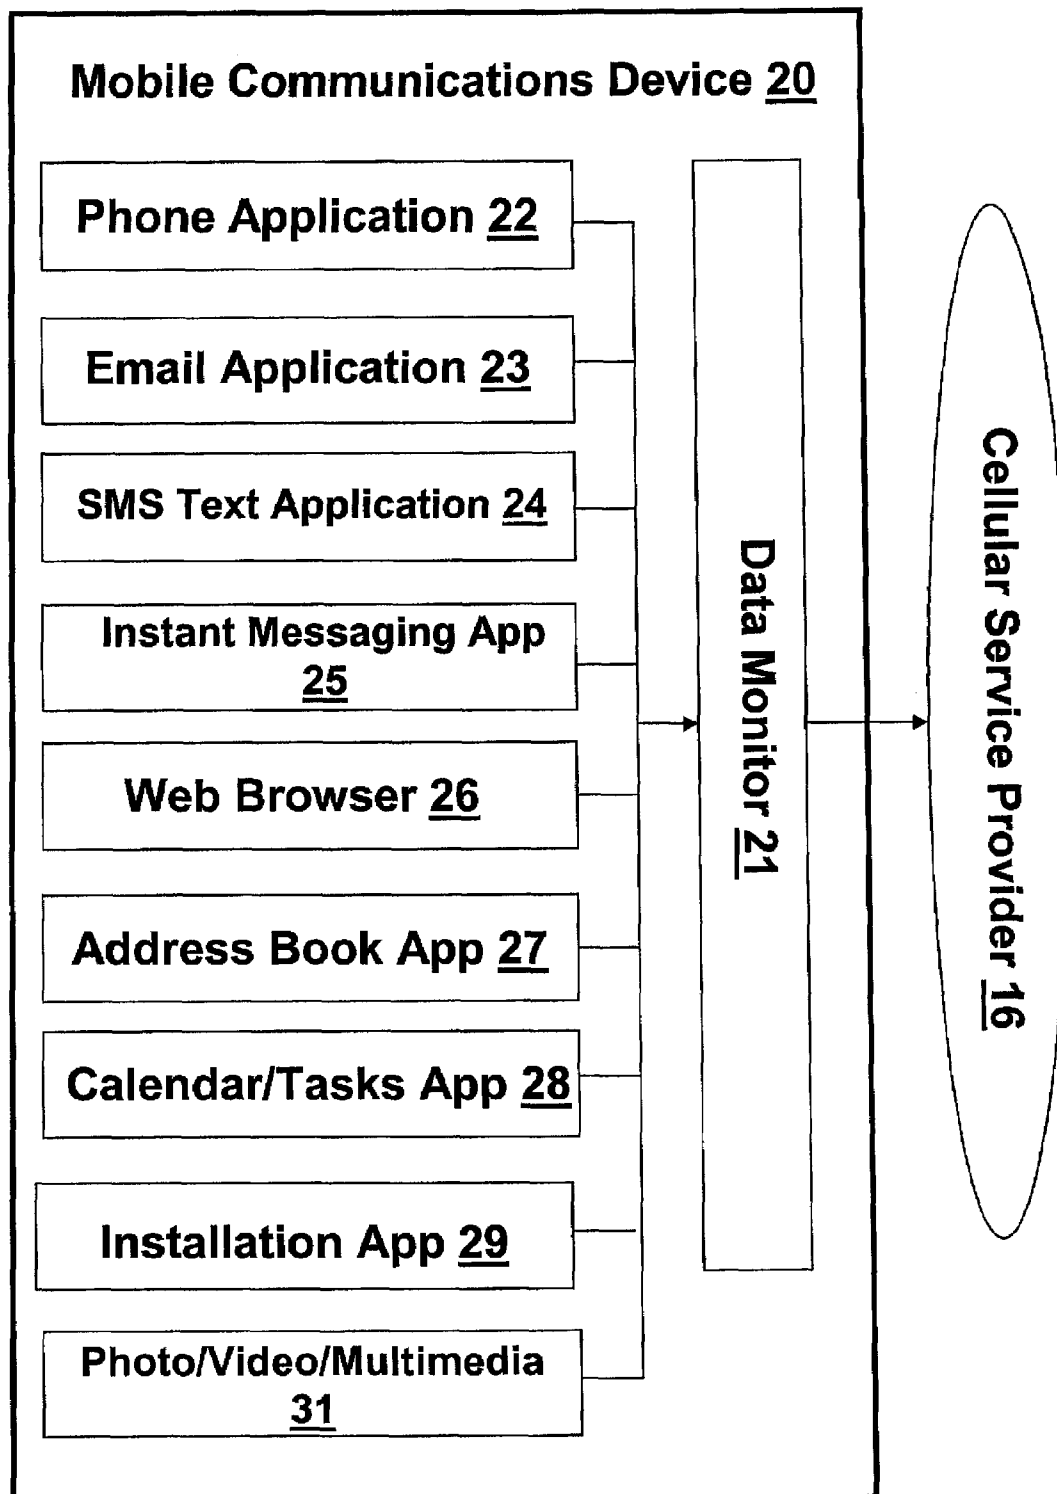 Mobile Communications Device 20
Phone Application 22
Email Application 23
SMS Text Application 24
Instant Messaging App
25
Web Browser 26
Address Book App 27
Calendar/Tasks App 28
Installation App 29
Photo/Video/Multimedia
31
Data Monitor 21
Cellular Service Provider 16